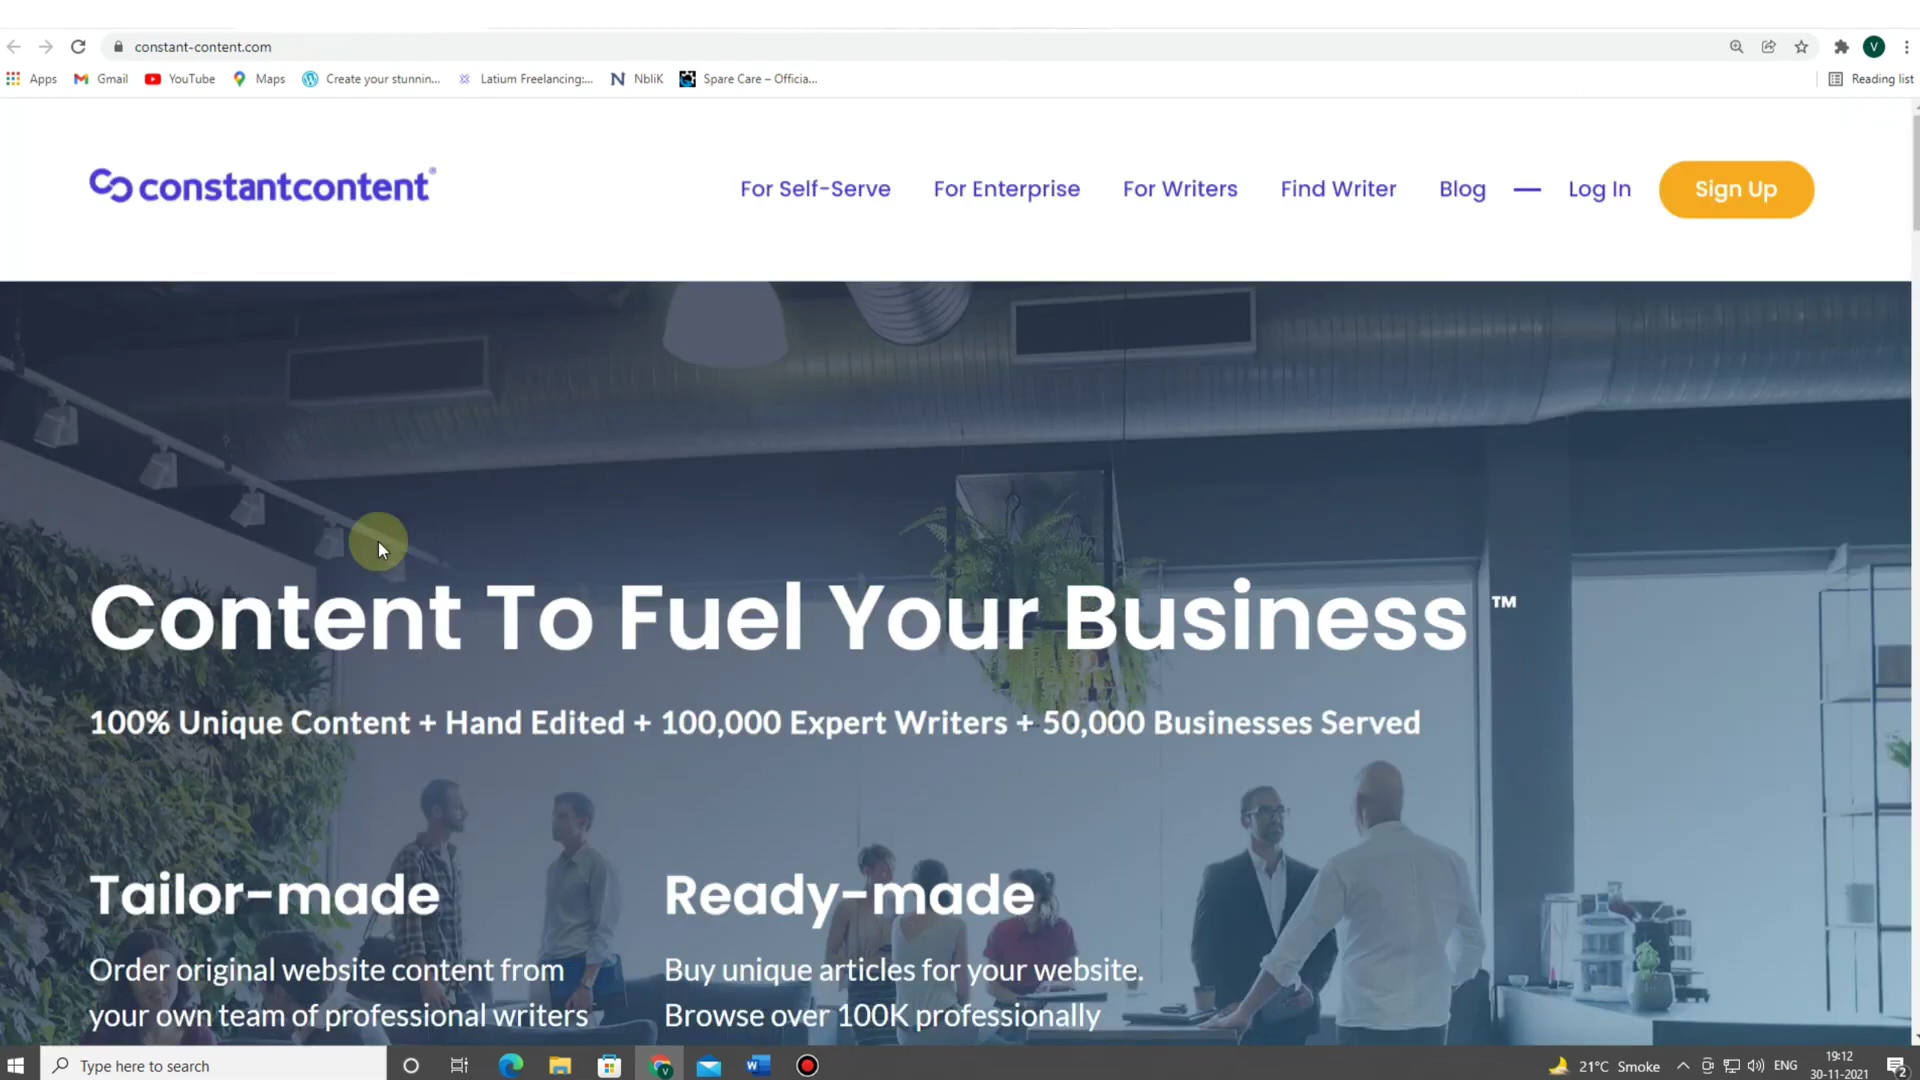 constant-content.com
Apps
Gmail
YouTube
Maps
Create your stunnin...
Latium Freelancing:...
NbliK
Spare Care – Officia...
Reading list
V
constantcontent®
For Self-Serve
For Enterprise
For Writers
Find Writer
Blog
Log In
Sign Up
Content To Fuel Your Business ™
100% Unique Content + Hand Edited + 100,000 Expert Writers + 50,000 Businesses Served
Tailor-made
Order original website content from
your own team of professional writers
Ready-made
Buy unique articles for your website.
Browse over 100K professionally
Type here to search
21°C Smoke
ENG
19:12
30-11-2021
2